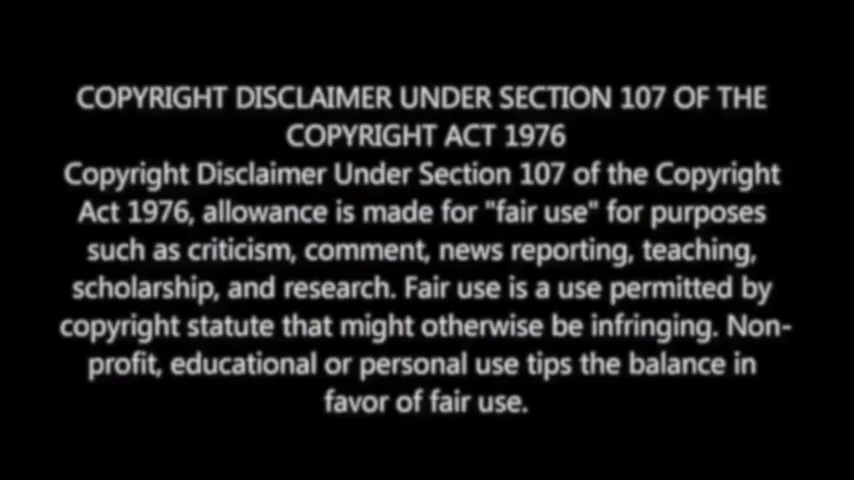 COPYRIGHT DISCLAIMER UNDER SECTION 107 OF THE
COPYRIGHT ACT 1976
Copyright Disclaimer Under Section 107 of the Copyright
Act 1976, allowance is made for "fair use" for purposes
such as criticism, comment, news reporting, teaching,
scholarship, and research. Fair use is a use permitted by
copyright statute that might otherwise be infringing. Non-
profit, educational or personal use tips the balance in
favor of fair use.